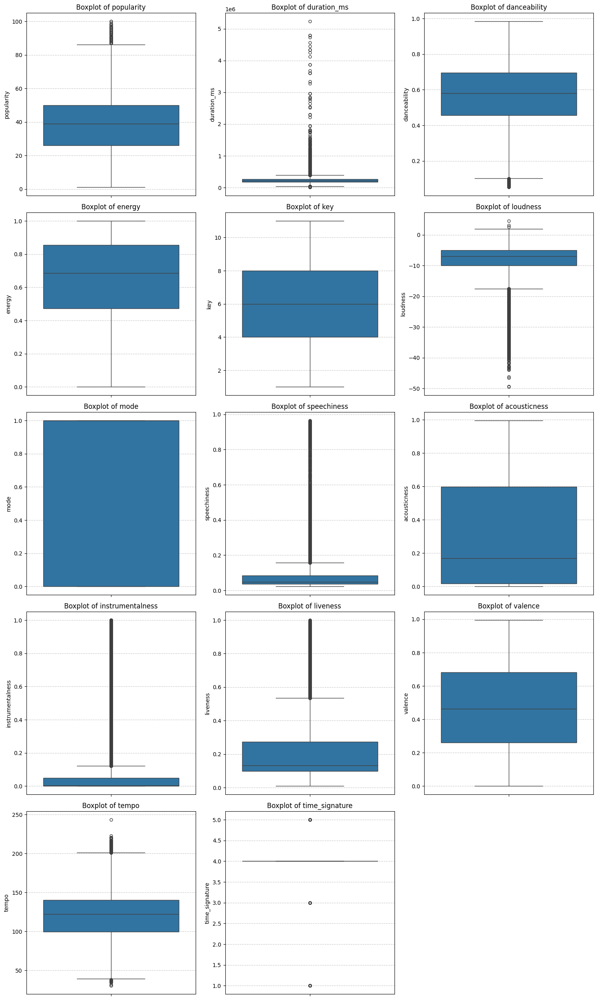 Boxplot of popularity
100
80
60
40
20
0
popularity
Boxplot of duration_ms
1e6
5
4
3
2
1
0
duration_ms
Boxplot of danceability
1.0
0.8
0.6
0.4
0.2
danceability
Boxplot of energy
1.0
0.8
0.6
0.4
0.2
0.0
energy
Boxplot of key
10
8
6
4
2
key
Boxplot of loudness
0
−10
−20
−30
−40
−50
loudness
Boxplot of mode
1.0
0.8
0.6
0.4
0.2
0.0
mode
Boxplot of speechiness
1.0
0.8
0.6
0.4
0.2
0.0
speechiness
Boxplot of acousticness
1.0
0.8
0.6
0.4
0.2
0.0
acousticness
Boxplot of instrumentalness
1.0
0.8
0.6
0.4
0.2
0.0
instrumentalness
Boxplot of liveness
1.0
0.8
0.6
0.4
0.2
0.0
liveness
Boxplot of valence
1.0
0.8
0.6
0.4
0.2
0.0
valence
Boxplot of tempo
250
200
150
100
50
tempo
Boxplot of time_signature
5.0
4.5
4.0
3.5
3.0
2.5
2.0
1.5
1.0
time_signature